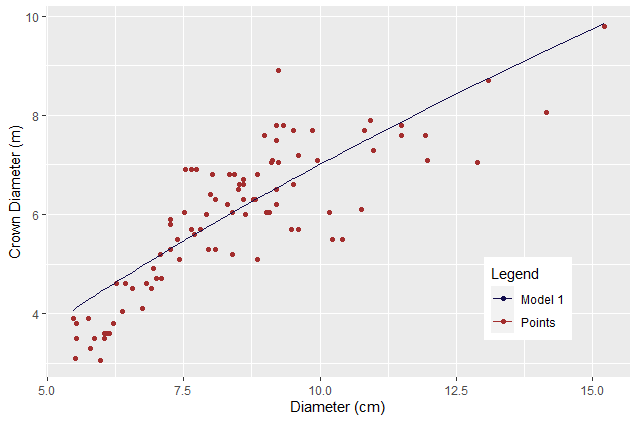 10
8
6
4
Crown Diameter (m)
5.0 7.5 10.0 12.5 15.0
Diameter (cm)
Legend
Model 1
Points